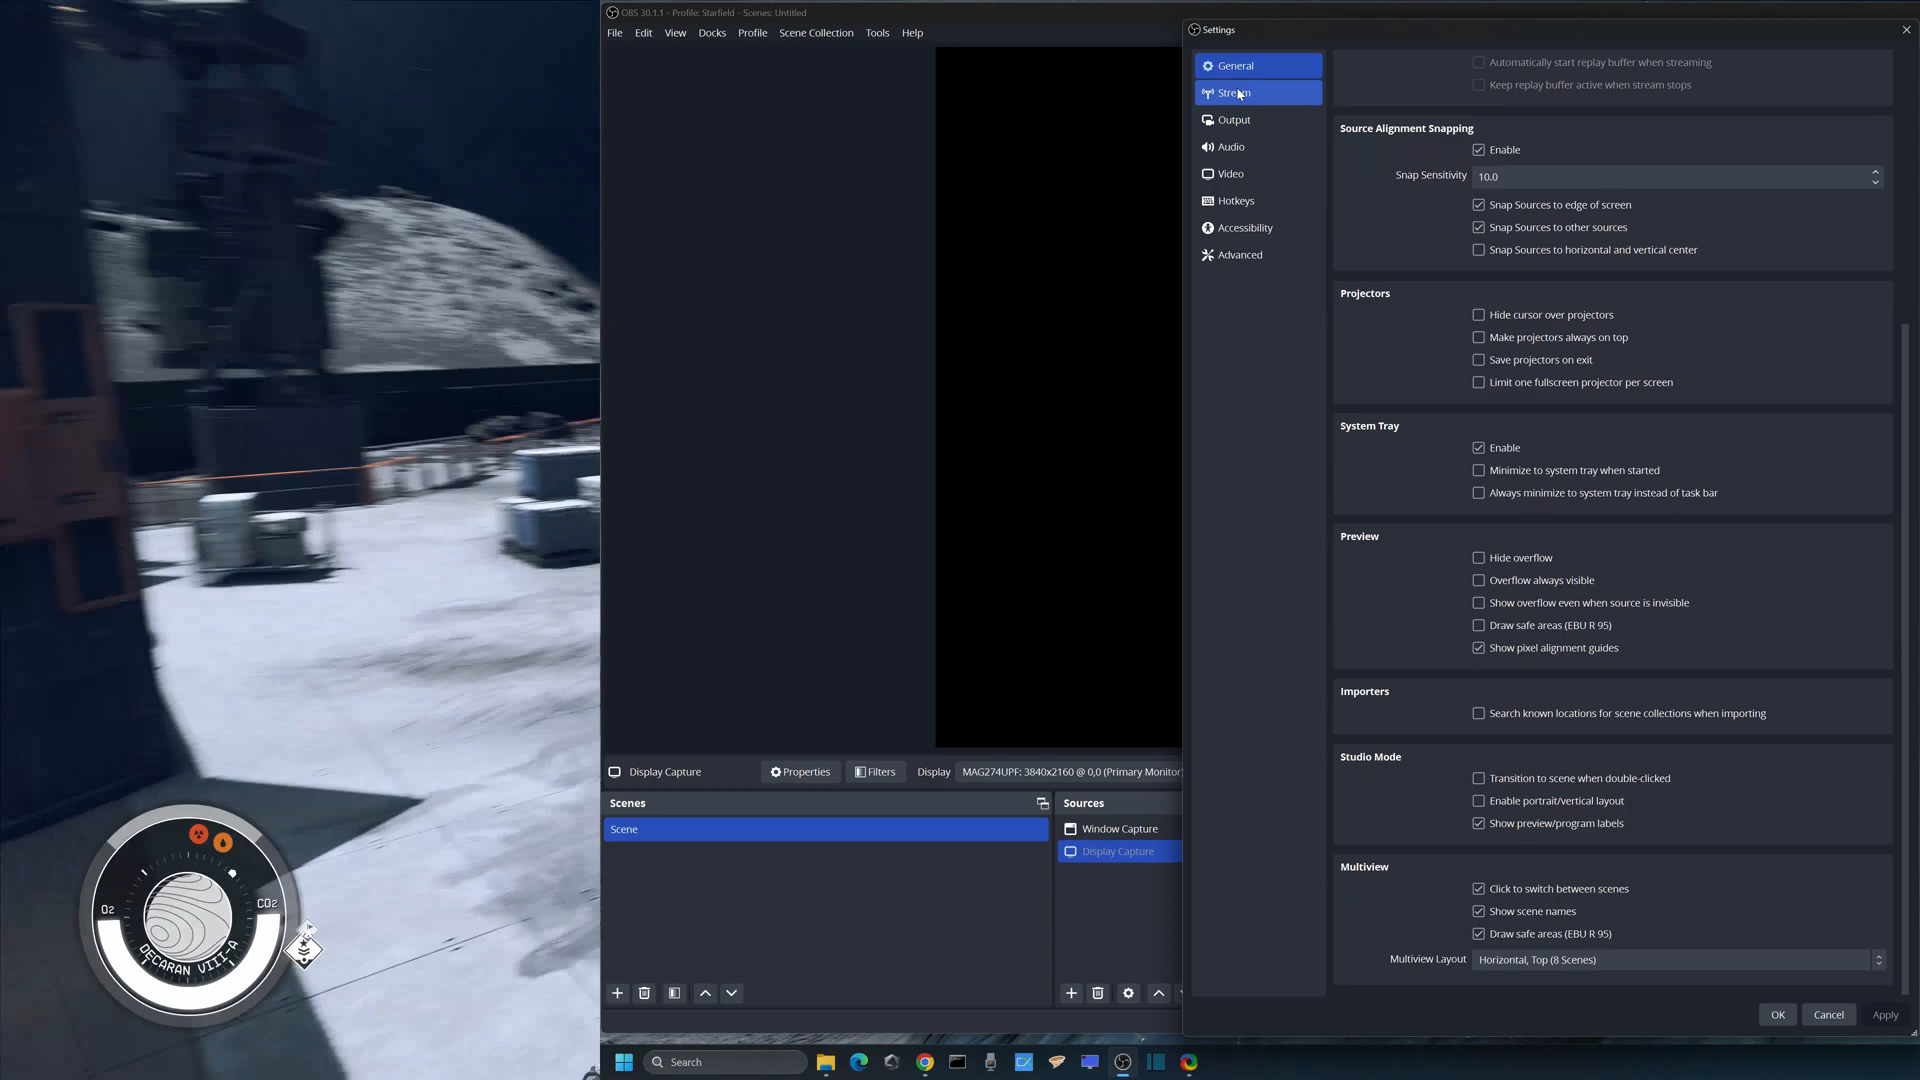 OBS 30.1.1 - Profile: Starfield - Scenes: Untitled
File Edit View Docks Profile Scene Collection Tools Help
Settings
General
Stream
Output
Audio
Video
Hotkeys
Accessibility
Advanced
Automatically start replay buffer when streaming
Keep replay buffer active when stream stops
Source Alignment Snapping
Enable
Snap Sensitivity 10.0
Snap Sources to edge of screen
Snap Sources to other sources
Snap Sources to horizontal and vertical center
Projectors
Hide cursor over projectors
Make projectors always on top
Save projectors on exit
Limit one fullscreen projector per screen
System Tray
Enable
Minimize to system tray when started
Always minimize to system tray instead of task bar
Preview
Hide overflow
Overflow always visible
Show overflow even when source is invisible
Draw safe areas (EBU R 95)
Show pixel alignment guides
Importers
Search known locations for scene collections when importing
Studio Mode
Transition to scene when double-clicked
Enable portrait/vertical layout
Show preview/program labels
Multiview
Click to switch between scenes
Show scene names
Draw safe areas (EBU R 95)
Multiview Layout Horizontal, Top (8 Scenes)
OK Cancel Apply
Display Capture Properties Filters Display MAG274UPF: 3840x2160 @ 0,0 (Primary Monitor
Scenes
Scene
Sources
Window Capture
Display Capture
O2
CO2
DECARAN VIII-A
Search
CX